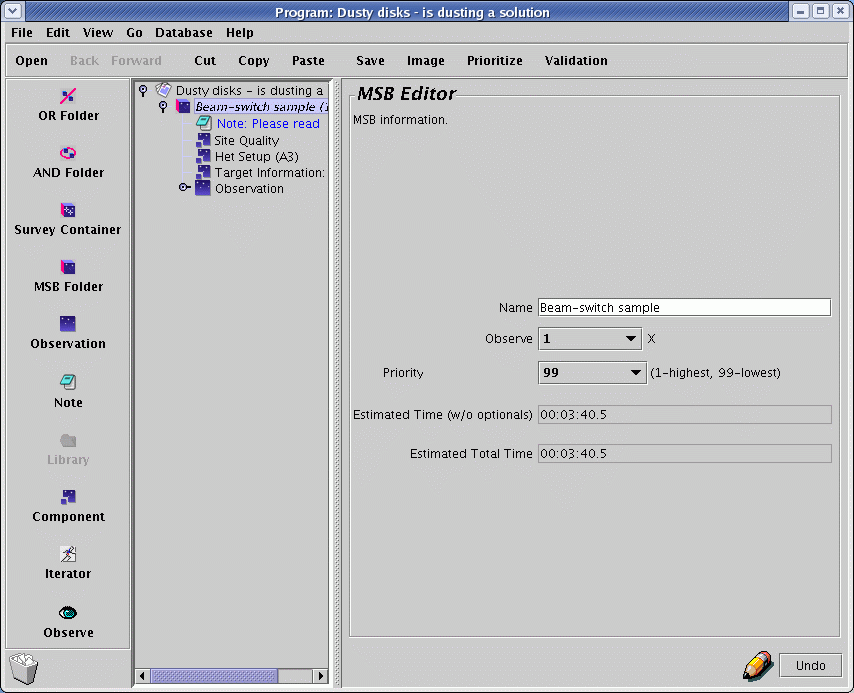 Program: Dusty disks - is dusting a solution
File Edit View Go Database Help
Open Back Forward Cut Copy Paste Save Image Prioritize Validation
OR Folder
AND Folder
Survey Container
MSB Folder
Observation
Note
Library
Component
Iterator
Observe
Dusty disks - is dusting a
Beam-switch sample (1
Note: Please read
Site Quality
Het Setup (A3)
Target Information:
Observation
MSB Editor
MSB information.
Name Beam-switch sample
Observe 1 X
Priority 99 (1-highest, 99-lowest)
Estimated Time (w/o optionals) 00:03:40.5
Estimated Total Time 00:03:40.5
Undo